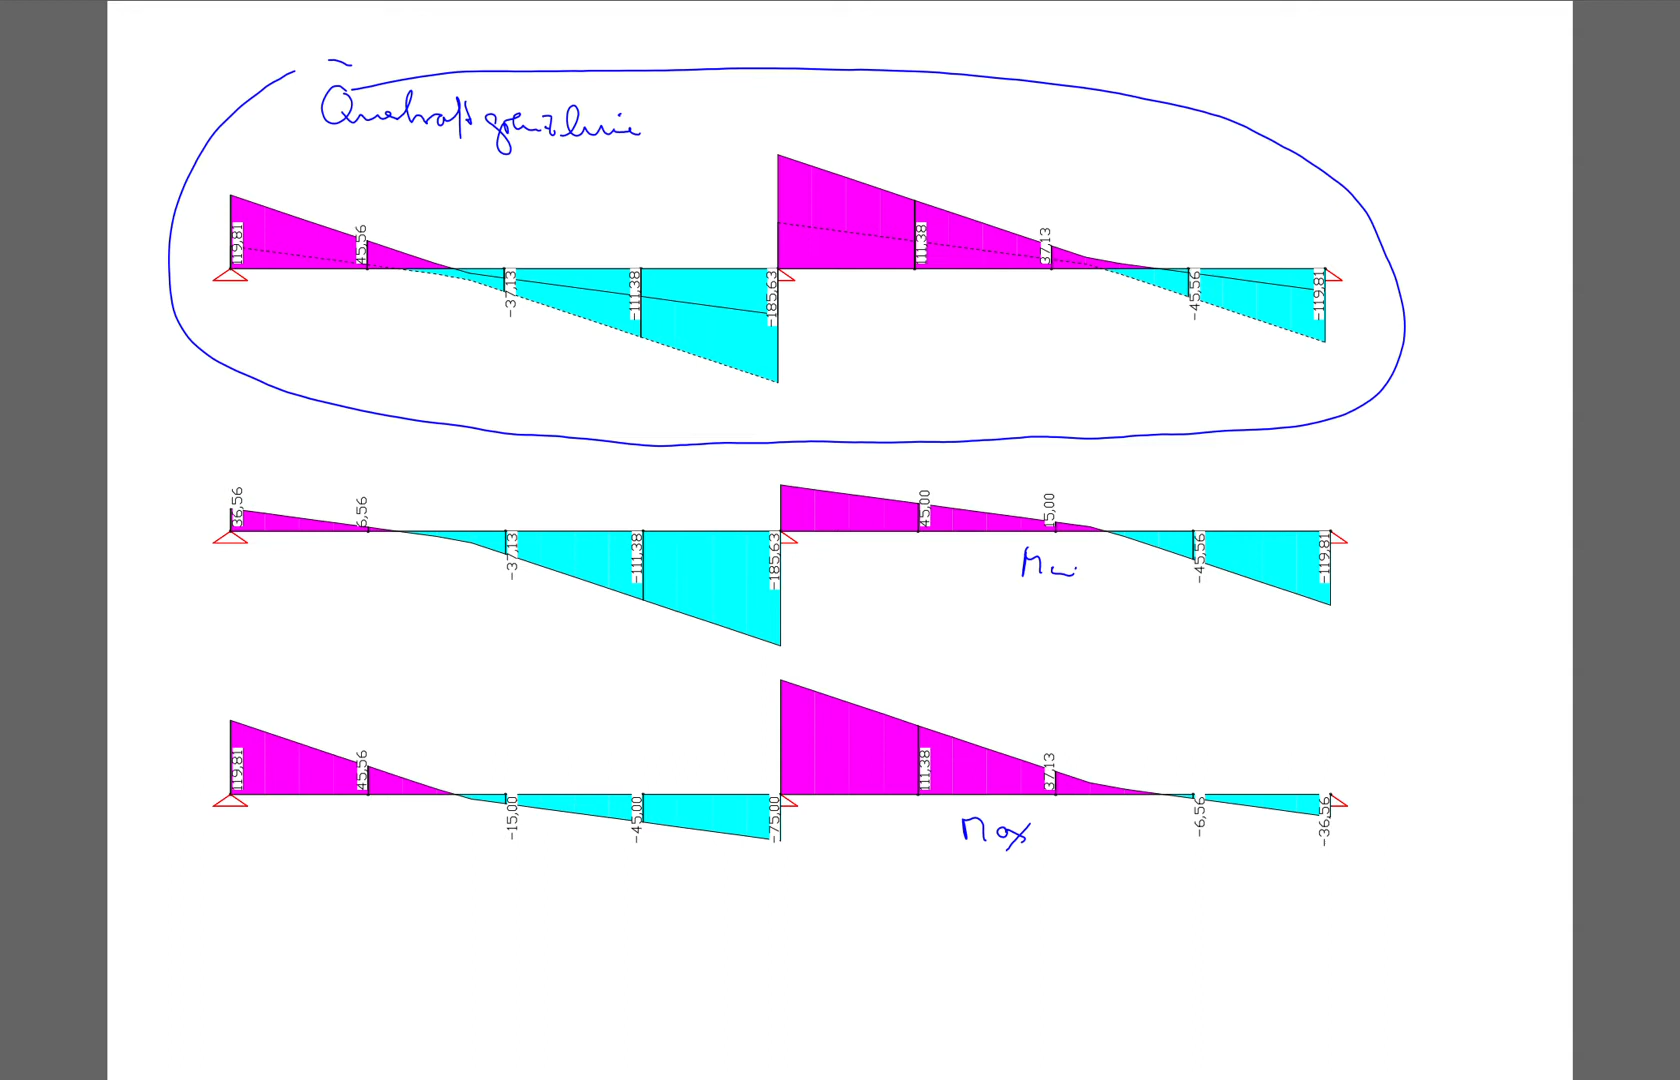 Querkraftgrenzlinie
119,81 45,56 -37,13 -111,38 -185,63 111,38 37,13 -45,56 -119,81
36,56 6,56 -37,13 -111,38 -185,63 45,00 15,00 -45,56 -119,81
Min
119,81 45,56 -15,00 -45,00 -75,00 111,38 37,13 -6,56 -36,56
Max